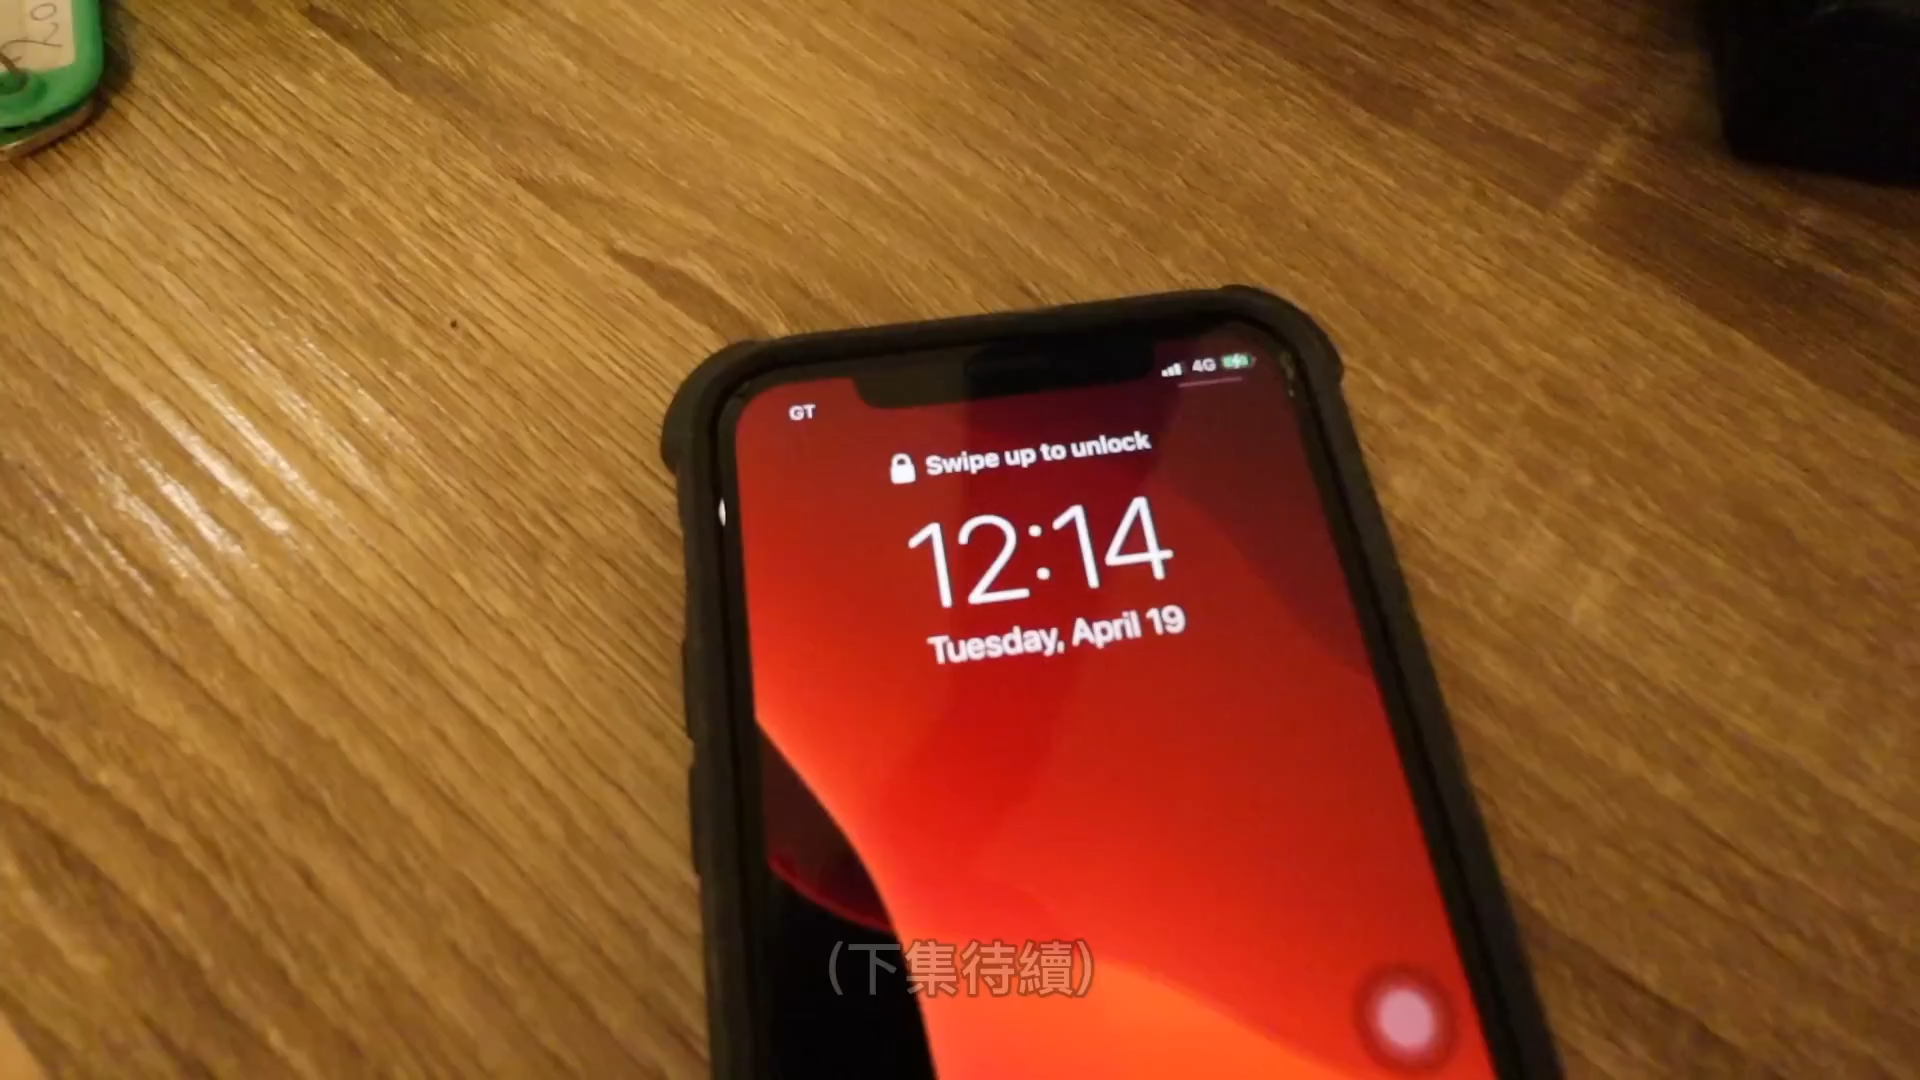 GT
4G
Swipe up to unlock
12:14
Tuesday, April 19
(下集待續)